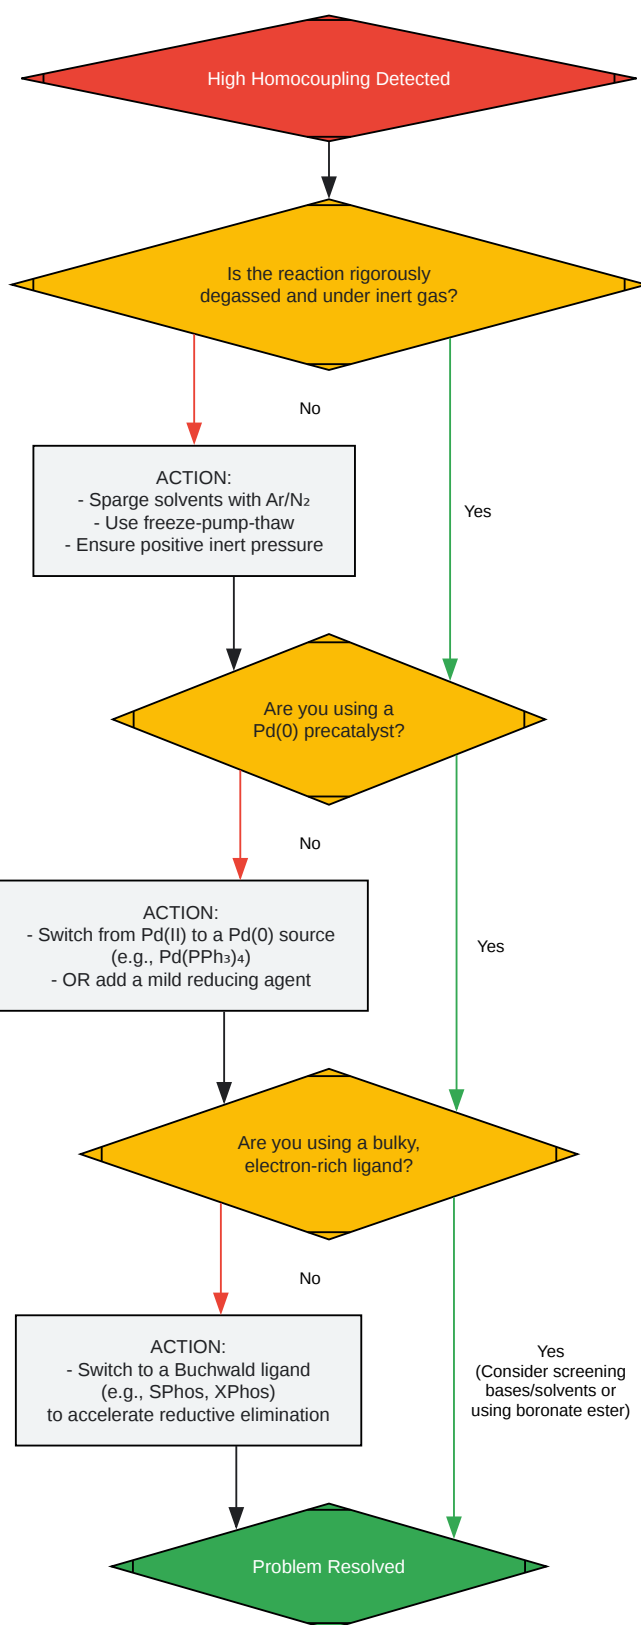 High Homocoupling Detected
Is the reaction rigorously
degassed and under inert gas?
No
ACTION:
- Sparge solvents with Ar/N₂
- Use freeze-pump-thaw
- Ensure positive inert pressure
Yes
Are you using a
Pd(0) precatalyst?
No
ACTION:
- Switch from Pd(II) to a Pd(0) source
(e.g., Pd(PPh₃)₄)
- OR add a mild reducing agent
Yes
Are you using a bulky,
electron-rich ligand?
No
ACTION:
- Switch to a Buchwald ligand
(e.g., SPhos, XPhos)
to accelerate reductive elimination
Yes
(Consider screening
bases/solvents or
using boronate ester)
Problem Resolved